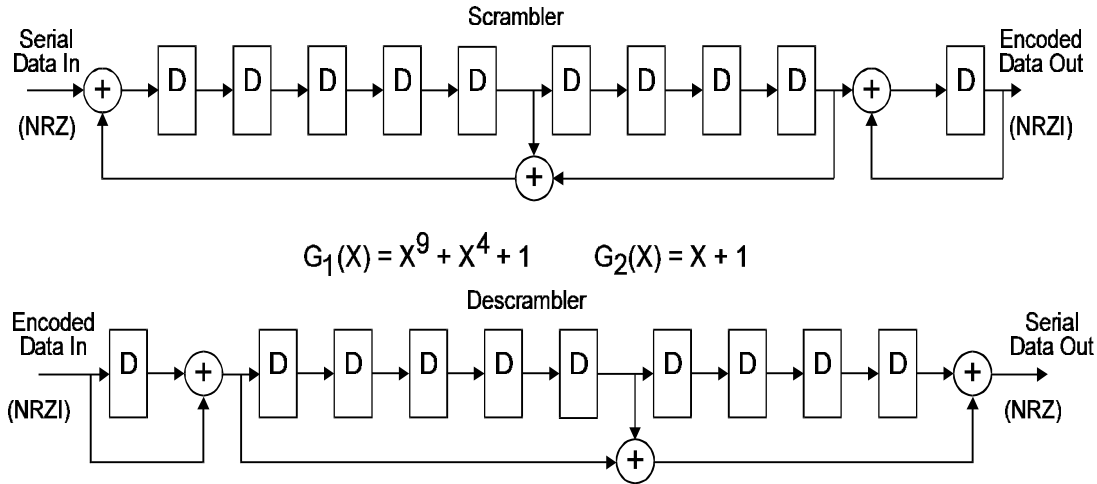 Scrambler
Serial
Data In
Encoded
Data Out
+ D D D D D D D D D + D
(NRZ)
(NRZI)
+
G₁(X) = X⁹ + X⁴ + 1 G₂(X) = X + 1
Descrambler
Encoded
Data In
Serial
Data Out
D + D D D D D D D D D +
(NRZI)
(NRZ)
+